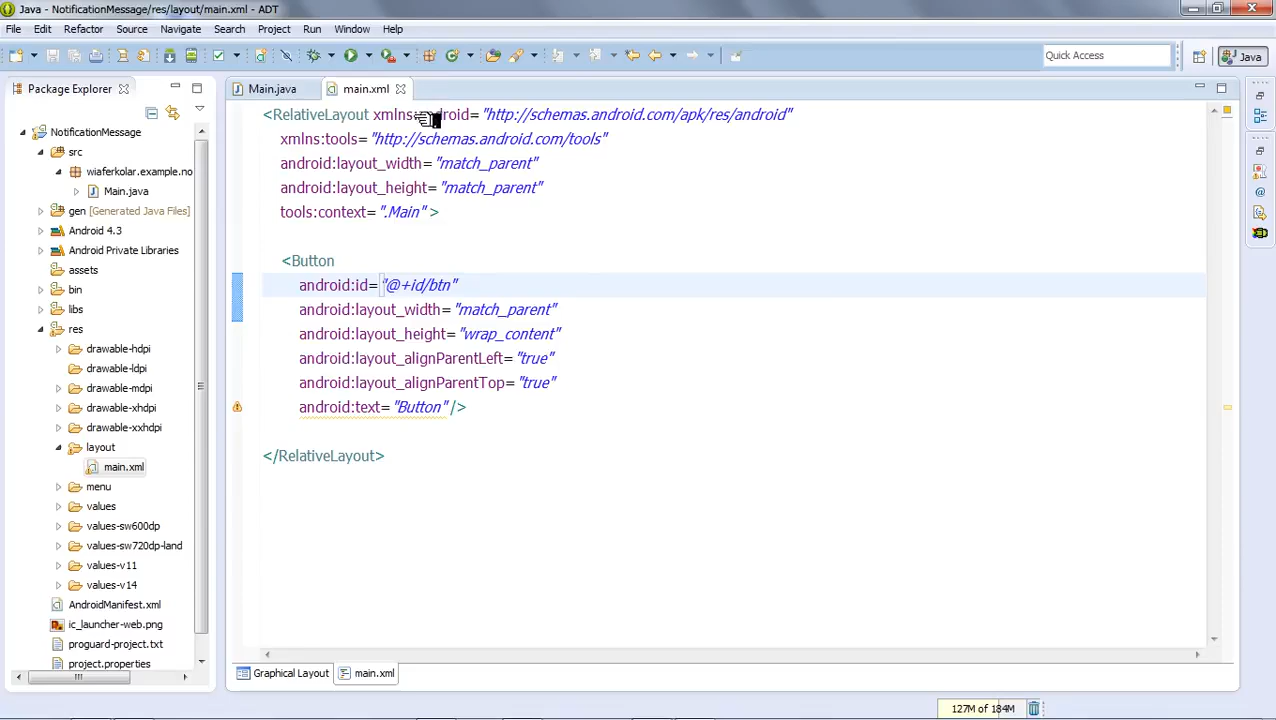 Java - NotificationMessage/res/layout/main.xml - ADT
File Edit Refactor Source Navigate Search Project Run Window Help
Quick Access
Java
Package Explorer
NotificationMessage
src
wiaferkolar.example.no
Main.java
gen [Generated Java Files]
Android 4.3
Android Private Libraries
assets
bin
libs
res
drawable-hdpi
drawable-ldpi
drawable-mdpi
drawable-xhdpi
drawable-xxhdpi
layout
main.xml
menu
values
values-sw600dp
values-sw720dp-land
values-v11
values-v14
AndroidManifest.xml
ic_launcher-web.png
proguard-project.txt
project.properties
Main.java
main.xml
<RelativeLayout xmlns:android="http://schemas.android.com/apk/res/android"
xmlns:tools="http://schemas.android.com/tools"
android:layout_width="match_parent"
android:layout_height="match_parent"
tools:context=".Main" >
<Button
android:id="@+id/btn"
android:layout_width="match_parent"
android:layout_height="wrap_content"
android:layout_alignParentLeft="true"
android:layout_alignParentTop="true"
android:text="Button" />
</RelativeLayout>
Graphical Layout
main.xml
127M of 184M